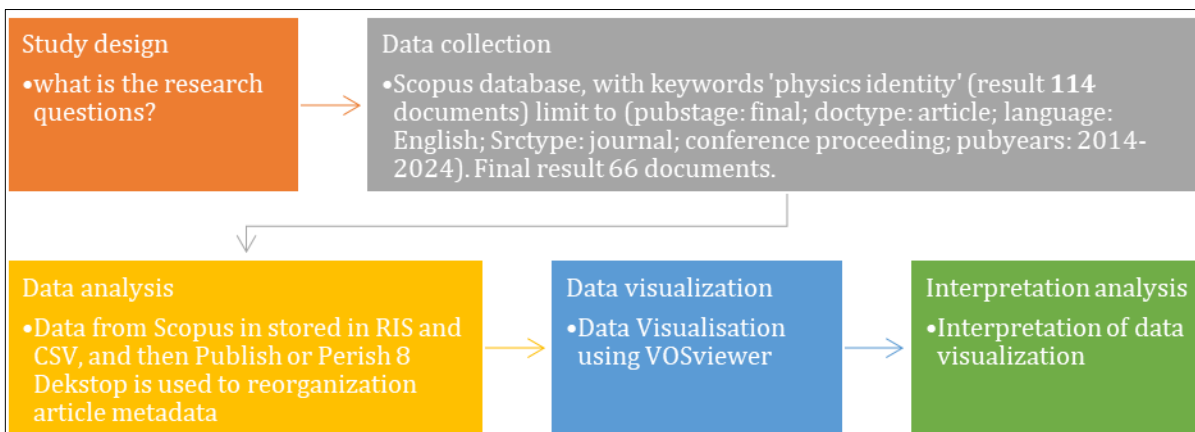 Study design
•what is the research
questions?
Data collection
•Scopus database, with keywords 'physics identity' (result 114
documents) limit to (pubstage: final; doctype: article; language:
English; Srctype: journal; conference proceeding; pubyears: 2014-
2024). Final result 66 documents.
Data analysis
•Data from Scopus in stored in RIS and
CSV, and then Publish or Perish 8
Dekstop is used to reorganization
article metadata
Data visualization
•Data Visualisation
using VOSviewer
Interpretation analysis
•Interpretation of data
visualization